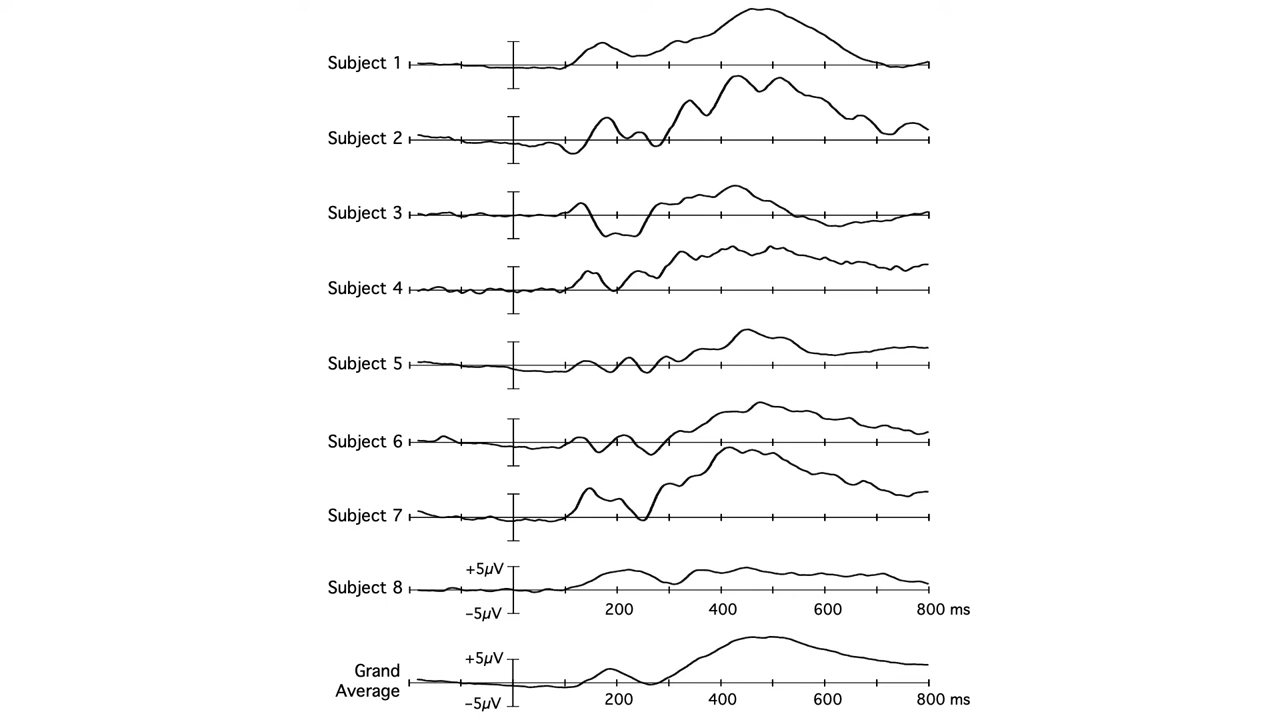 Subject 1
Subject 2
Subject 3
Subject 4
Subject 5
Subject 6
Subject 7
+5µV
Subject 8
−5µV
200 400 600 800 ms
+5µV
Grand
Average
−5µV
200 400 600 800 ms